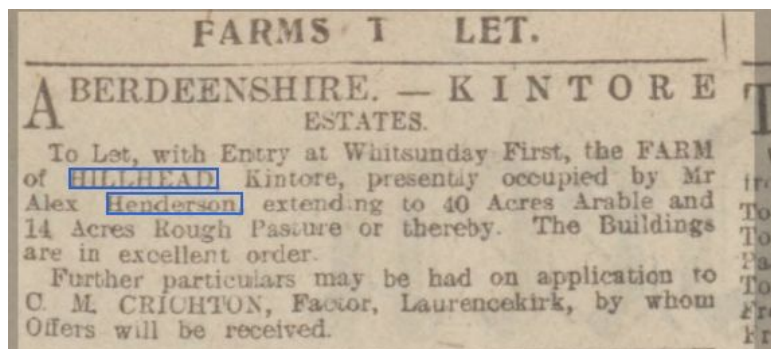 FARMS T LET.
ABERDEENSHIRE. — KINTORE
ESTATES.
To Let, with Entry at Whitsunday First, the FARM
of HILLHEAD, Kintore, presently occupied by Mr
Alex Henderson, extending to 40 Acres Arable and
14 Acres Rough Pasture or thereby. The Buildings
are in excellent order.
Further particulars may be had on application to
C. M. CRICHTON, Factor, Laurencekirk, by whom
Offers will be received.